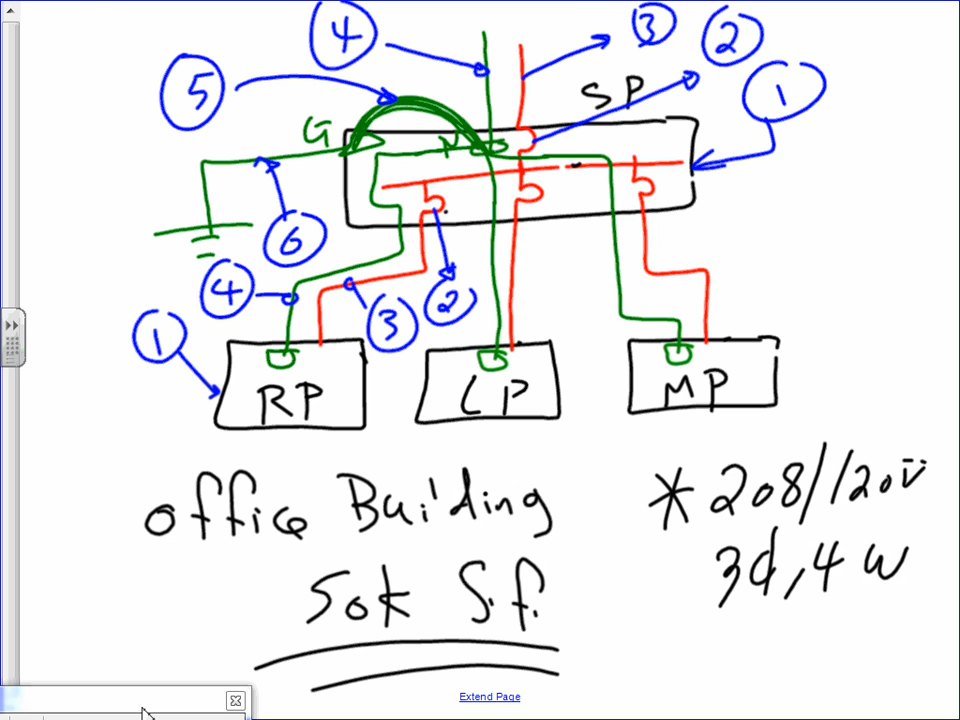 4
3
2
5
SP
1
G
N
6
4
2
3
1
RP
LP
MP
office Building
50k S.f.
* 208/120v
3ϕ, 4w
Extend Page